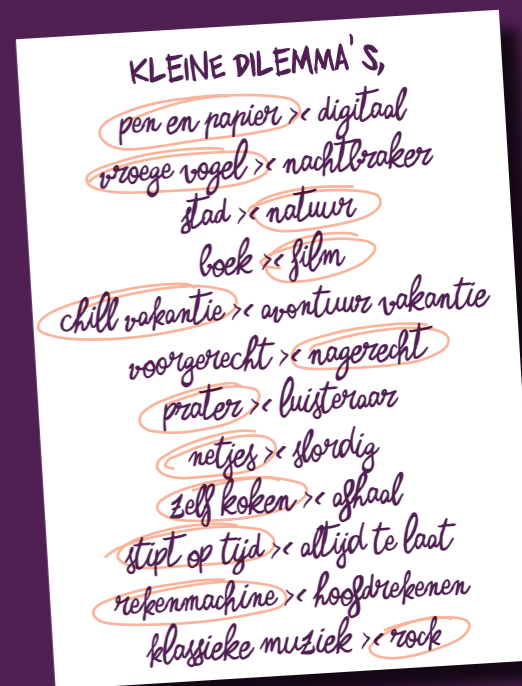 KLEINE DILEMMA'S,
pen en papier >< digitaal
vroege vogel >< nachtbraker
stad >< natuur
boek >< film
chill vakantie >< avontuur vakantie
voorgerecht >< nagerecht
prater >< luisteraar
netjes >< slordig
zelf koken >< afhaal
stipt op tijd >< altijd te laat
rekenmachine >< hoofdrekenen
klassieke muziek >< rock